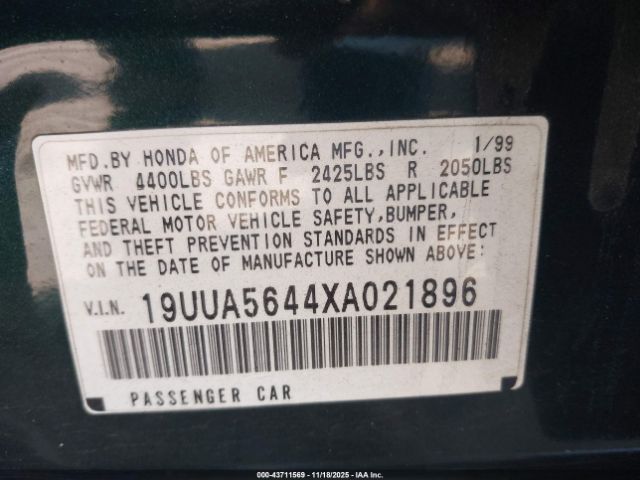 MFD.BY HONDA OF AMERICA MFG.,INC. 1/99
GVWR 4400LBS GAWR F 2425LBS R 2050LBS
THIS VEHICLE CONFORMS TO ALL APPLICABLE
FEDERAL MOTOR VEHICLE SAFETY,BUMPER,
AND THEFT PREVENTION STANDARDS IN EFFECT
ON THE DATE OF MANUFACTURE SHOWN ABOVE:
V.I.N. 19UUA5644XA021896
PASSENGER CAR
000-43711569 | 11/18/2025 - IAA Inc.